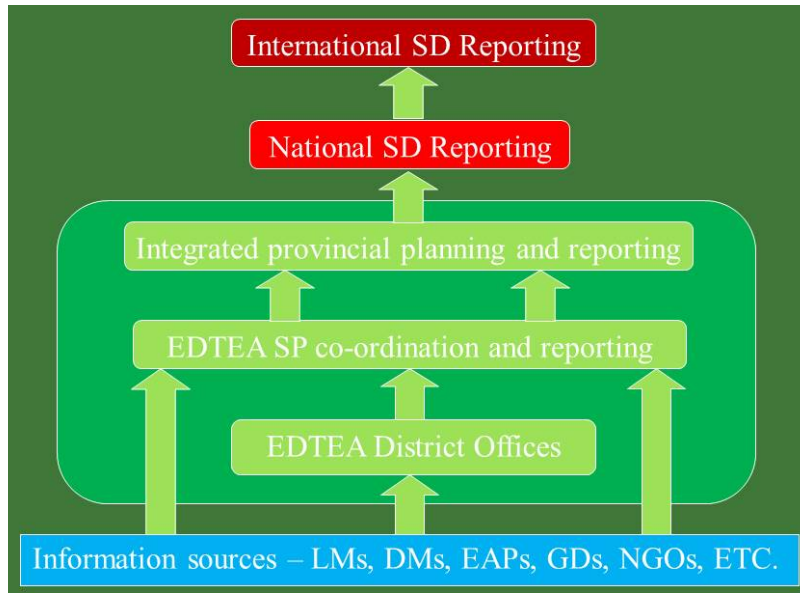 International SD Reporting
National SD Reporting
Integrated provincial planning and reporting
EDTEA SP co-ordination and reporting
EDTEA District Offices
Information sources – LMs, DMs, EAPs, GDs, NGOs, ETC.